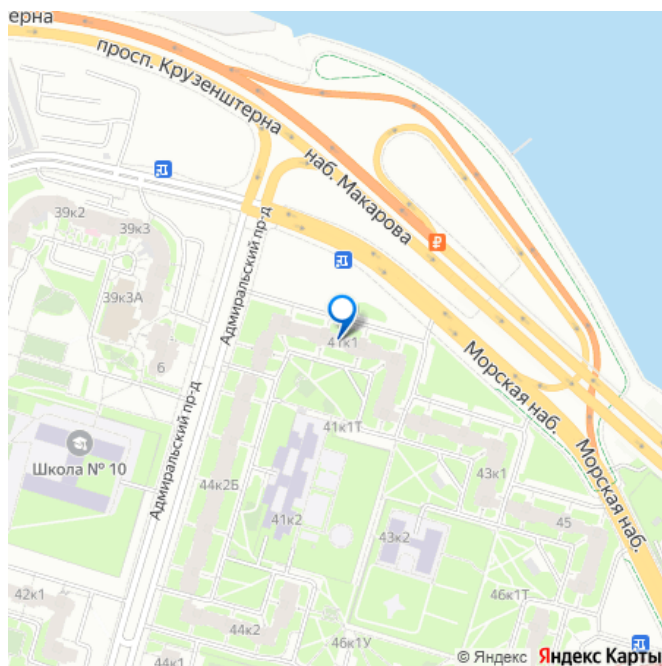 ерна
просп. Крузенштерна
наб. Макарова
39к2
39к3
Адмиральский пр-д
39к3А
6
41к1
Морская наб.
Школа № 10
Адмиральский пр-д
41к1Т
44к2Б
43к1
Морская наб.
41к2
43к2
45
42к1
46к1Т
44к2
46к1У
44к1
© Яндекс Яндекс Карты